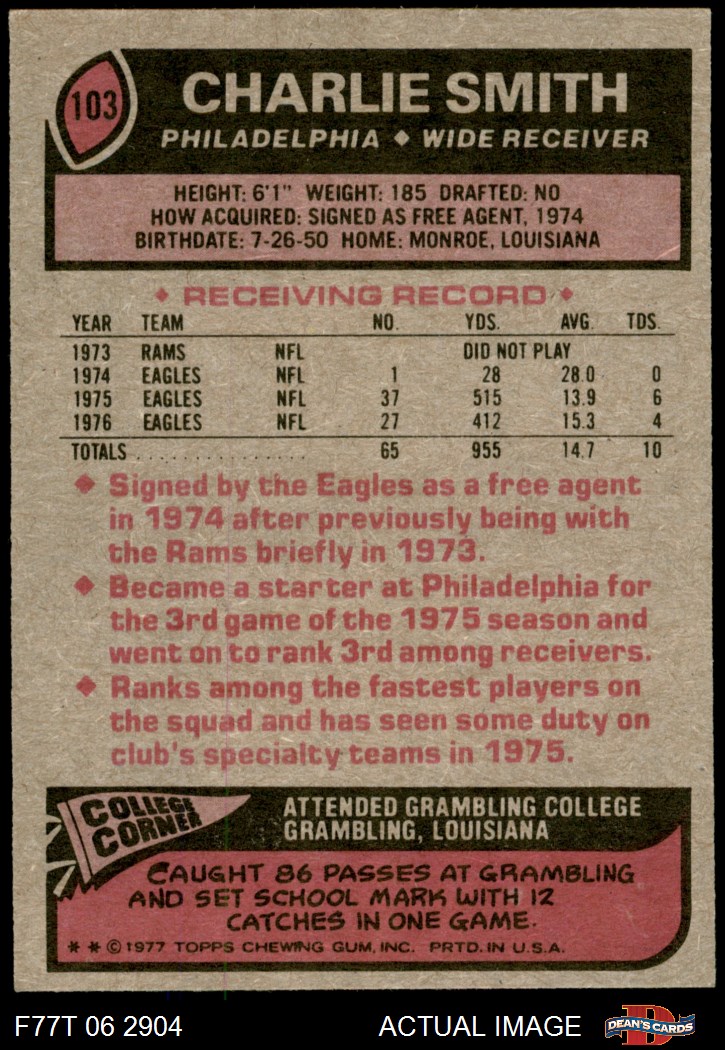 103
CHARLIE SMITH
PHILADELPHIA ♦ WIDE RECEIVER
HEIGHT: 6'1" WEIGHT: 185 DRAFTED: NO
HOW ACQUIRED: SIGNED AS FREE AGENT, 1974
BIRTHDATE: 7-26-50 HOME: MONROE, LOUISIANA
♦ RECEIVING RECORD ♦
YEAR TEAM NO. YDS. AVG. TDS.
1973 RAMS NFL DID NOT PLAY
1974 EAGLES NFL 1 28 28.0 0
1975 EAGLES NFL 37 515 13.9 6
1976 EAGLES NFL 27 412 15.3 4
TOTALS . . . . . . . . . . . . . . . 65 955 14.7 10
♦ Signed by the Eagles as a free agent
in 1974 after previously being with
the Rams briefly in 1973.
♦ Became a starter at Philadelphia for
the 3rd game of the 1975 season and
went on to rank 3rd among receivers.
♦ Ranks among the fastest players on
the squad and has seen some duty on
club's specialty teams in 1975.
COLLEGE
CORNER
ATTENDED GRAMBLING COLLEGE
GRAMBLING, LOUISIANA
CAUGHT 86 PASSES AT GRAMBLING
AND SET SCHOOL MARK WITH 12
CATCHES IN ONE GAME.
* * © 1977 TOPPS CHEWING GUM, INC. PRTD. IN U.S.A.
F77T 06 2904
ACTUAL IMAGE
D
DEAN'S CARDS